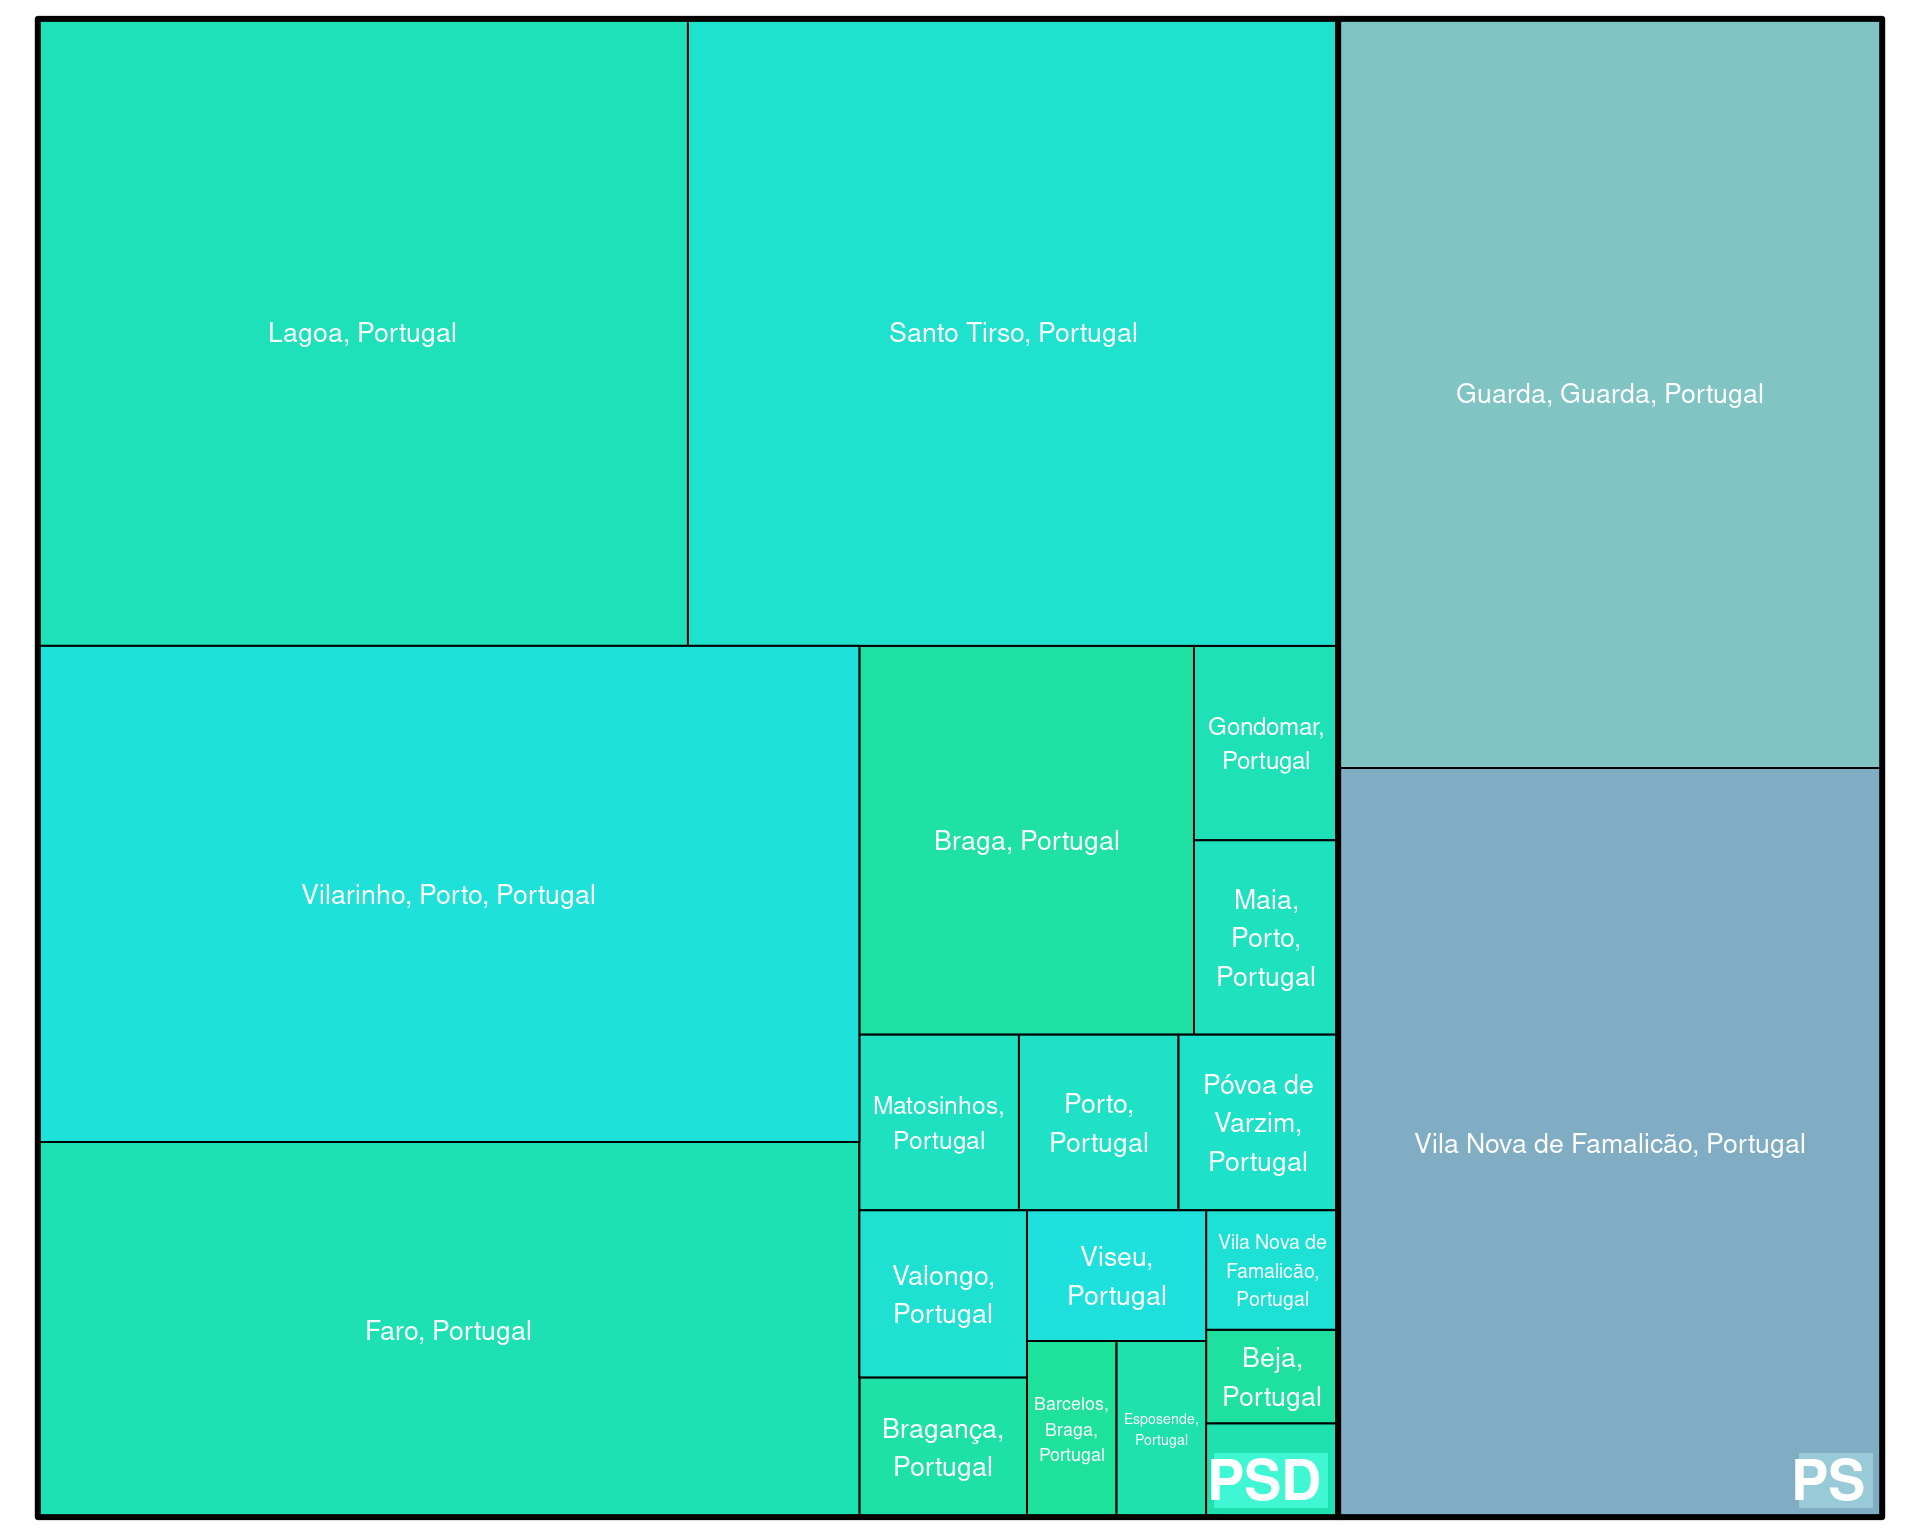 Lagoa, Portugal
Santo Tirso, Portugal
Guarda, Guarda, Portugal
Vilarinho, Porto, Portugal
Braga, Portugal
Gondomar,
Portugal
Maia,
Porto,
Portugal
Matosinhos,
Portugal
Porto,
Portugal
Póvoa de
Varzim,
Portugal
Vila Nova de Famalicão, Portugal
Faro, Portugal
Valongo,
Portugal
Viseu,
Portugal
Vila Nova de
Famalicão,
Portugal
Beja,
Portugal
Bragança,
Portugal
Barcelos,
Braga,
Portugal
Esposende,
Portugal
PSD
PS